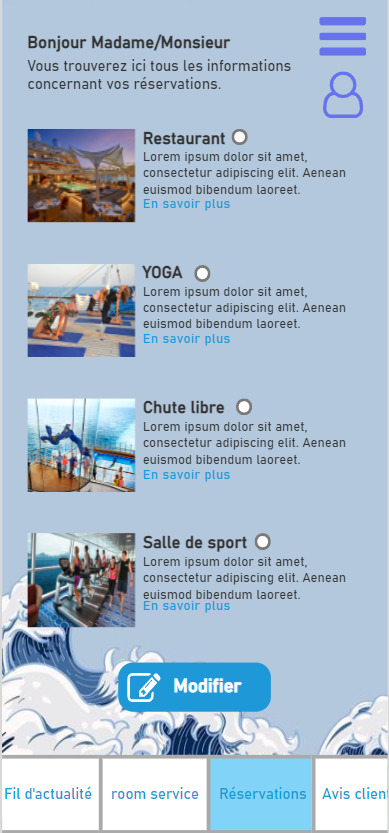 Bonjour Madame/Monsieur
Vous trouverez ici tous les informations
concernant vos réservations.
Restaurant
Lorem ipsum dolor sit amet,
consectetur adipiscing elit. Aenean
euismod bibendum laoreet.
En savoir plus
YOGA
Lorem ipsum dolor sit amet,
consectetur adipiscing elit. Aenean
euismod bibendum laoreet.
En savoir plus
Chute libre
Lorem ipsum dolor sit amet,
consectetur adipiscing elit. Aenean
euismod bibendum laoreet.
En savoir plus
Salle de sport
Lorem ipsum dolor sit amet,
consectetur adipiscing elit. Aenean
euismod bibendum laoreet.
En savoir plus
Modifier
Fil d'actualité room service Réservations Avis client